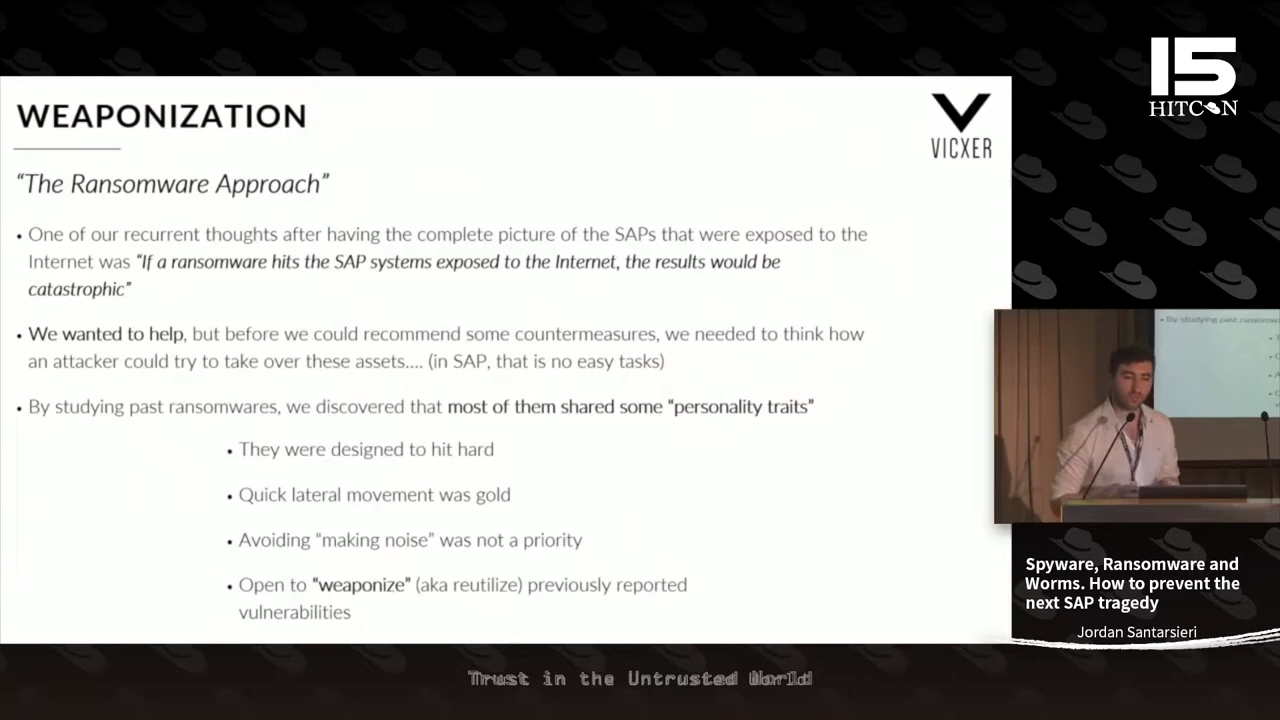 WEAPONIZATION
VICXER
“The Ransomware Approach”
• One of our recurrent thoughts after having the complete picture of the SAPs that were exposed to the
Internet was “If a ransomware hits the SAP systems exposed to the Internet, the results would be
catastrophic”
• We wanted to help, but before we could recommend some countermeasures, we needed to think how
an attacker could try to take over these assets.... (in SAP, that is no easy tasks)
• By studying past ransomwares, we discovered that most of them shared some “personality traits”
• They were designed to hit hard
• Quick lateral movement was gold
• Avoiding “making noise” was not a priority
• Open to “weaponize” (aka reutilize) previously reported
vulnerabilities
15
HITCON
• By studying past ransomw
Spyware, Ransomware and
Worms. How to prevent the
next SAP tragedy
Jordan Santarsieri
Trust in the Untrusted World